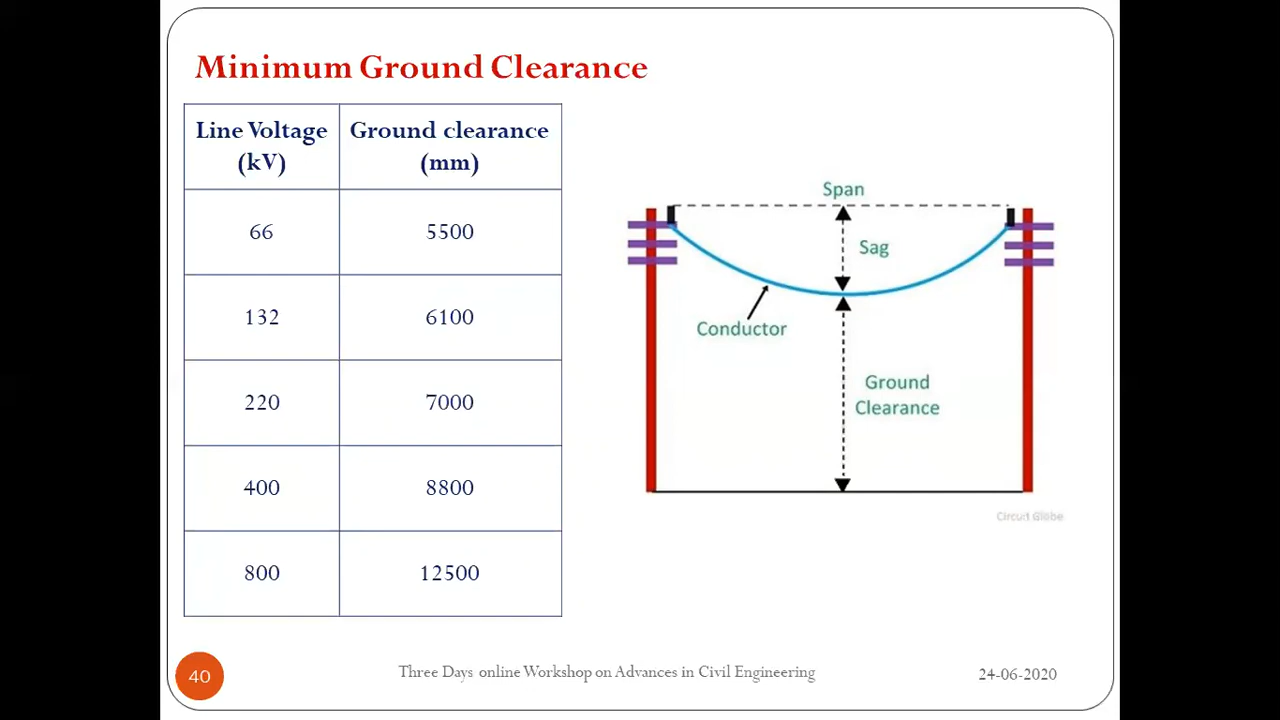 Minimum Ground Clearance
Line Voltage (kV) Ground clearance (mm)
66 5500
132 6100
220 7000
400 8800
800 12500
Span
Sag
Conductor
Ground
Clearance
Circuit Globe
40 Three Days online Workshop on Advances in Civil Engineering 24-06-2020